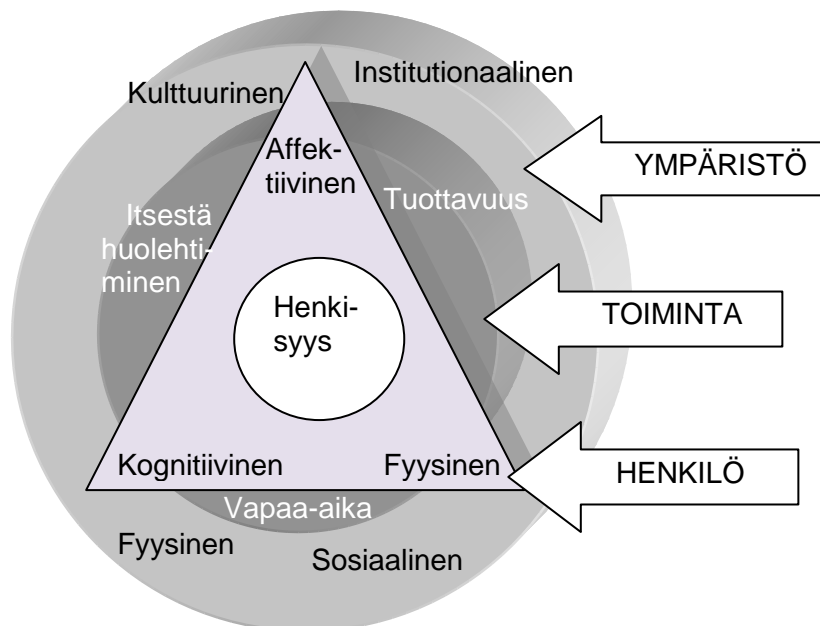 Institutionaalinen
Kulttuurinen
Affek-
tiivinen
YMPÄRISTÖ
Tuottavuus
Itsestä
huolehti-
minen
Henki-
syys
TOIMINTA
Kognitiivinen
Fyysinen
HENKILÖ
Vapaa-aika
Fyysinen
Sosiaalinen